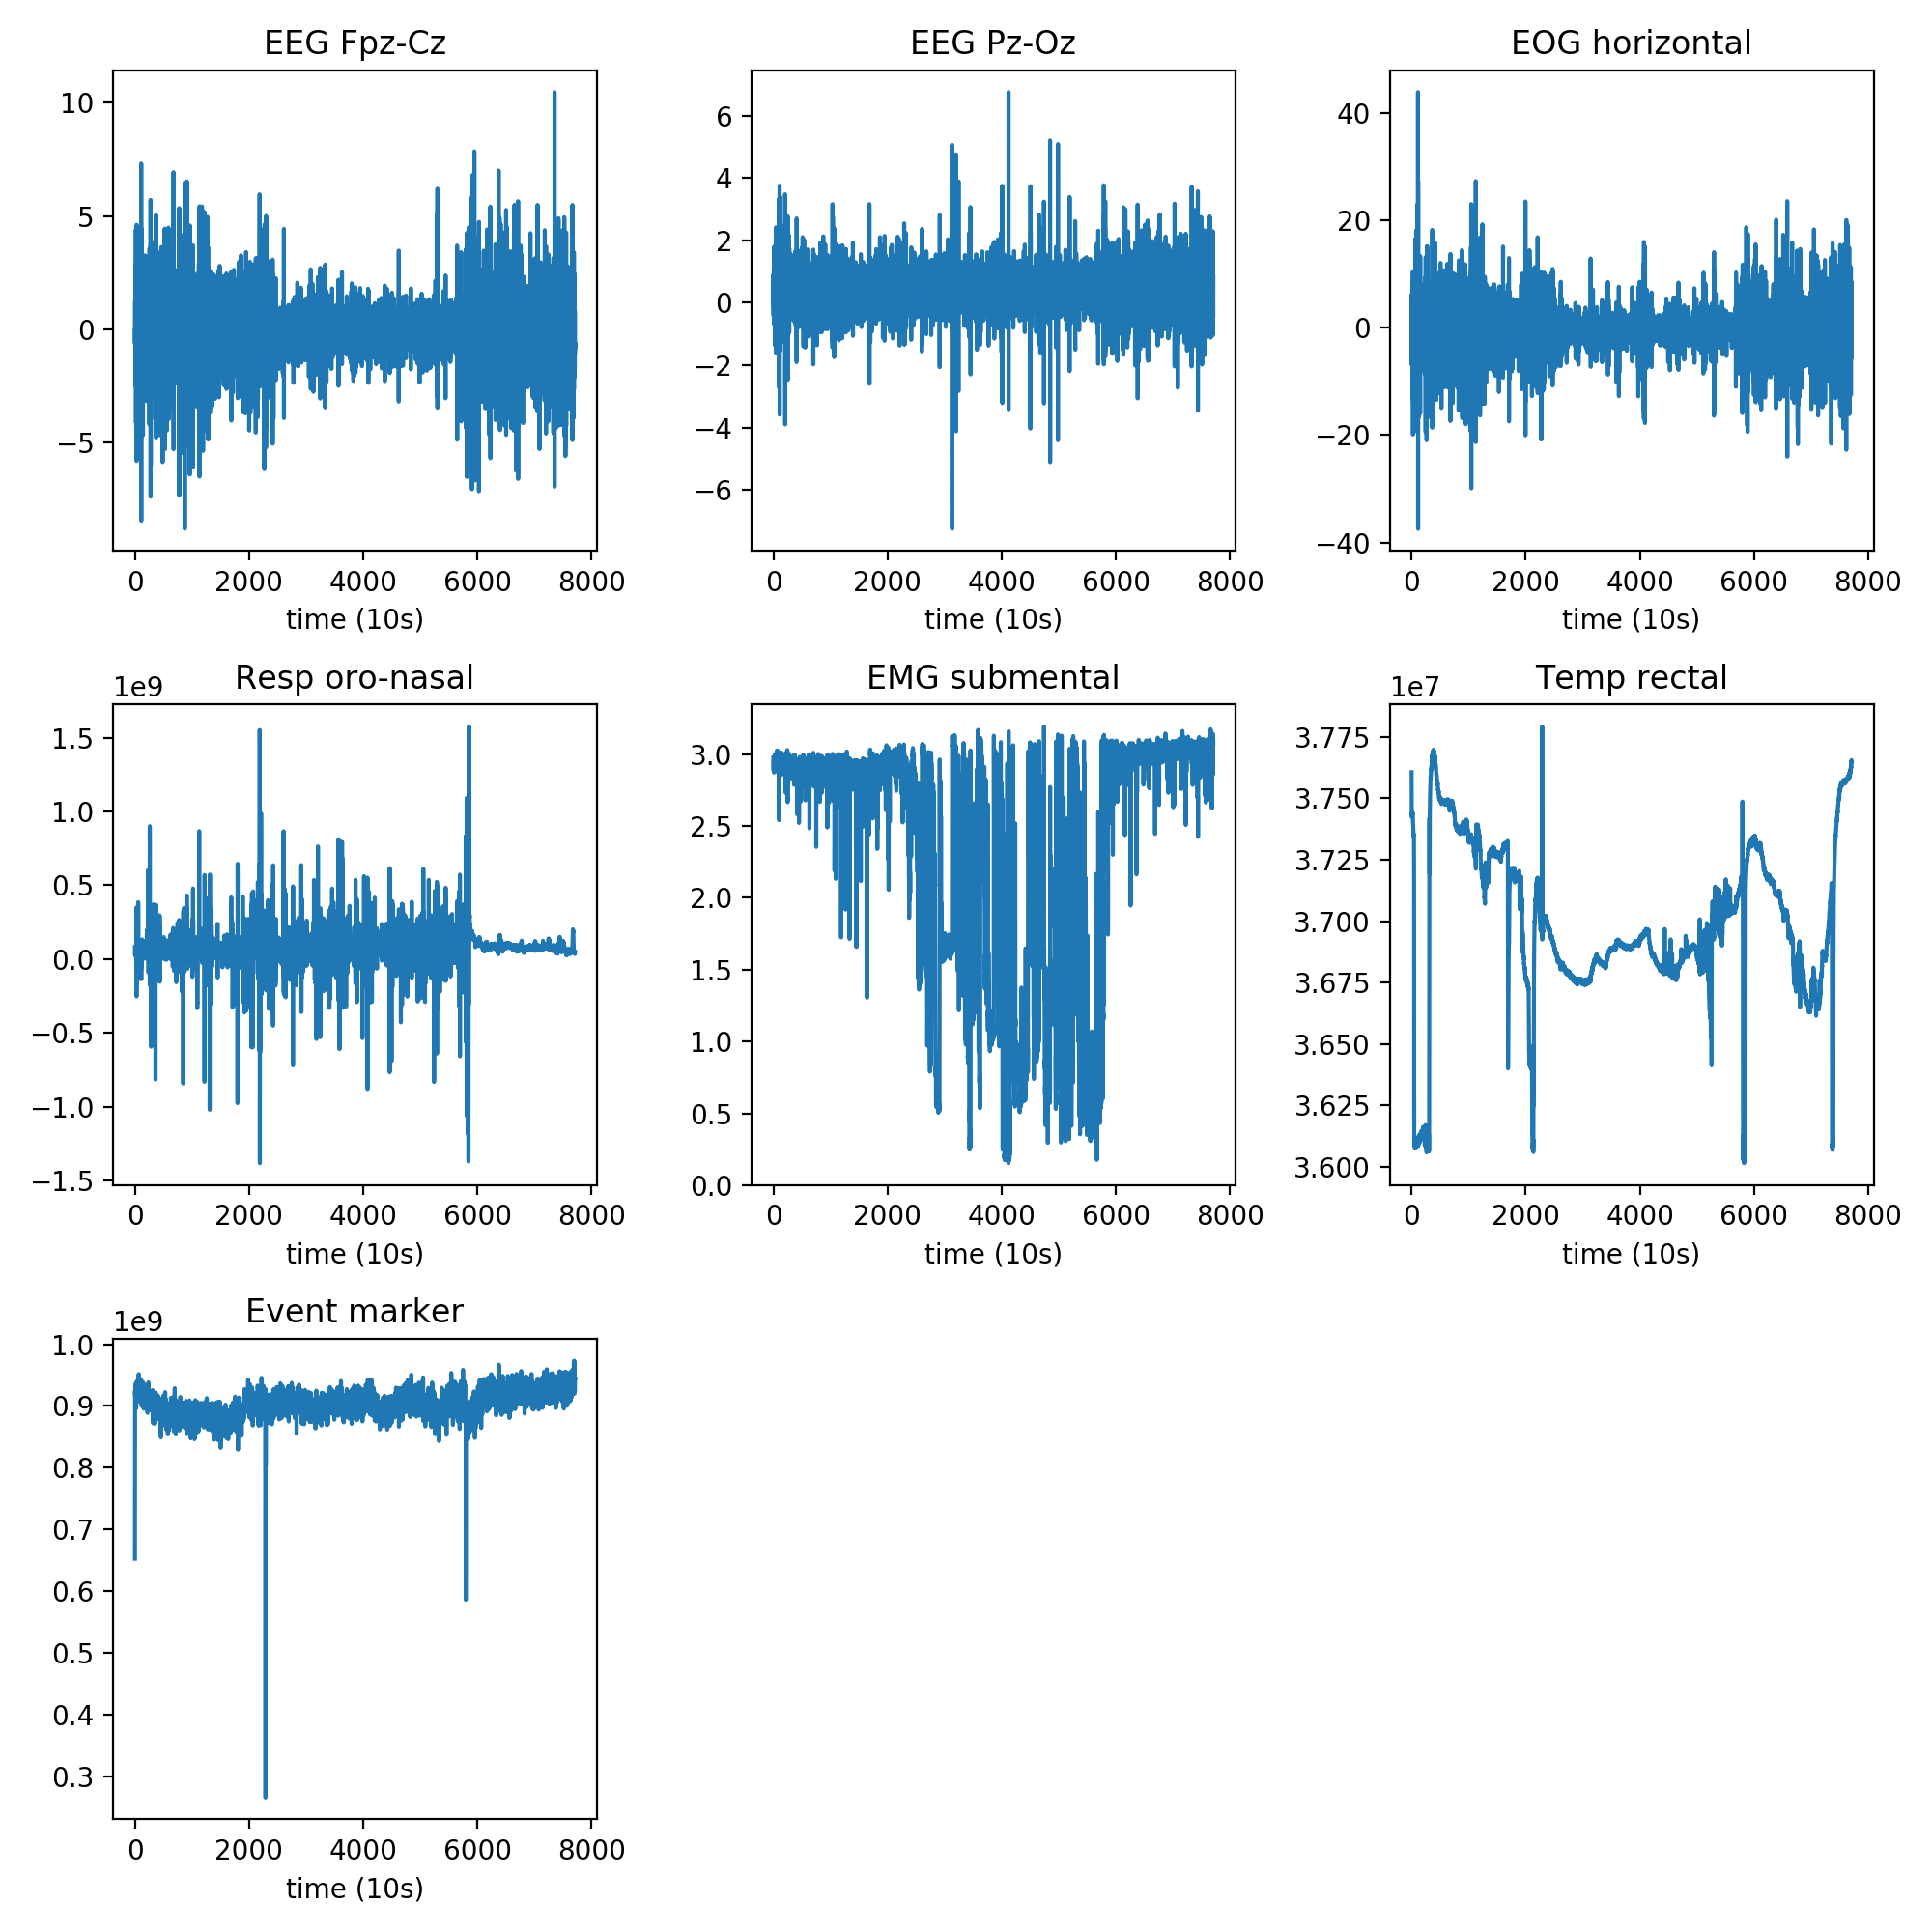 EEG Fpz-Cz
10
5
0
−5
0 2000 4000 6000 8000
time (10s)
EEG Pz-Oz
6
4
2
0
−2
−4
−6
0 2000 4000 6000 8000
time (10s)
EOG horizontal
40
20
0
−20
−40
0 2000 4000 6000 8000
time (10s)
Resp oro-nasal
1e9
1.5
1.0
0.5
0.0
−0.5
−1.0
−1.5
0 2000 4000 6000 8000
time (10s)
EMG submental
3.0
2.5
2.0
1.5
1.0
0.5
0.0
0 2000 4000 6000 8000
time (10s)
Temp rectal
1e7
3.775
3.750
3.725
3.700
3.675
3.650
3.625
3.600
0 2000 4000 6000 8000
time (10s)
Event marker
1e9
1.0
0.9
0.8
0.7
0.6
0.5
0.4
0.3
0 2000 4000 6000 8000
time (10s)